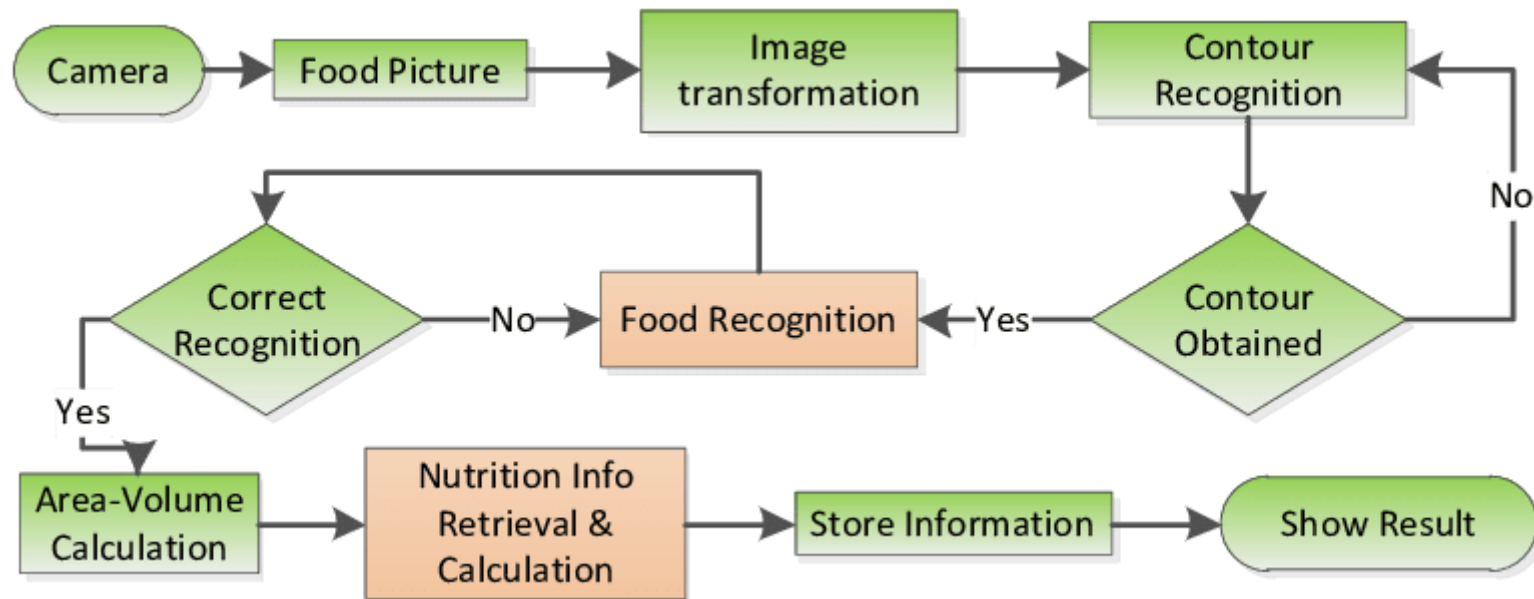 Camera
Food Picture
Image
transformation
Contour
Recognition
No
Correct
Recognition
No
Food Recognition
Yes
Contour
Obtained
Yes
Area-Volume
Calculation
Nutrition Info
Retrieval &
Calculation
Store Information
Show Result